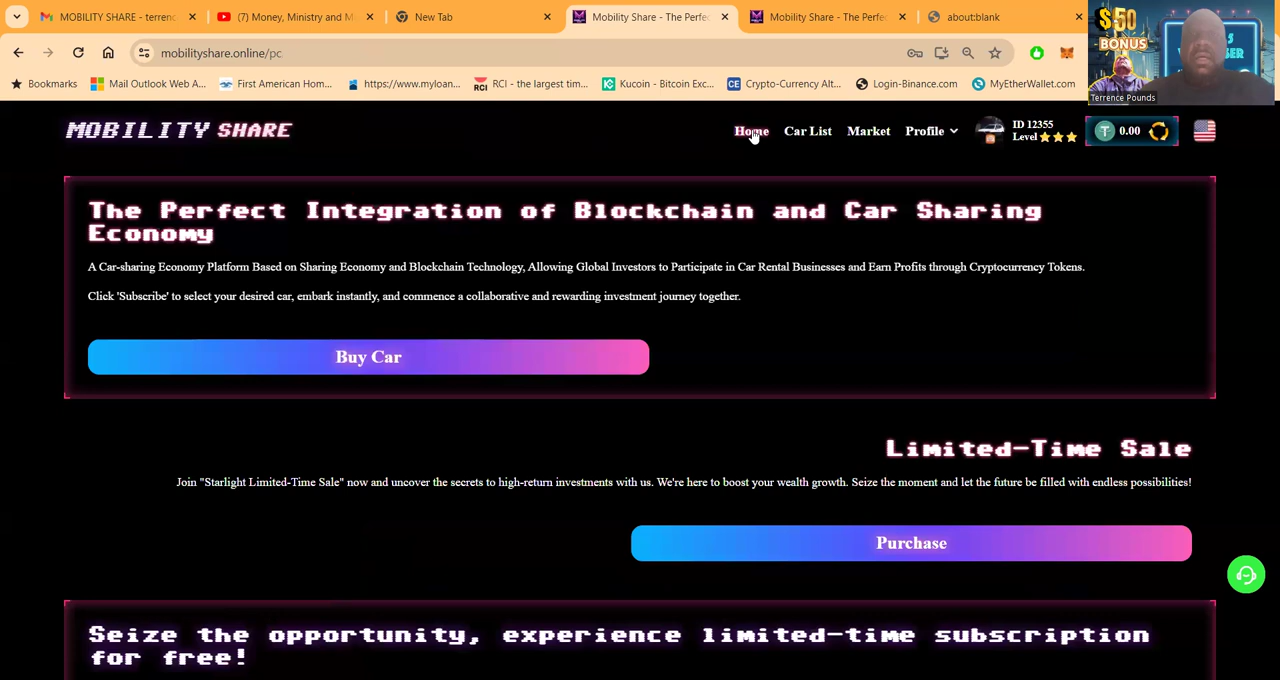 MOBILITY SHARE - terrenc
(7) Money, Ministry and M
New Tab
Mobility Share - The Perfec
Mobility Share - The Perfec
about:blank
mobilityshare.online/pc
Bookmarks
Mail Outlook Web A...
First American Hom...
https://www.myloan...
RCI - the largest tim...
Kucoin - Bitcoin Exc...
Crypto-Currency Alt...
Login-Binance.com
MyEtherWallet.com
$50
BONUS
Terrence Pounds
MOBILITY SHARE
Home
Car List
Market
Profile
ID 12355
Level
0.00
The Perfect Integration of Blockchain and Car Sharing
Economy
A Car-sharing Economy Platform Based on Sharing Economy and Blockchain Technology, Allowing Global Investors to Participate in Car Rental Businesses and Earn Profits through Cryptocurrency Tokens.
Click 'Subscribe' to select your desired car, embark instantly, and commence a collaborative and rewarding investment journey together.
Buy Car
Limited-Time Sale
Join "Starlight Limited-Time Sale" now and uncover the secrets to high-return investments with us. We're here to boost your wealth growth. Seize the moment and let the future be filled with endless possibilities!
Purchase
Seize the opportunity, experience limited-time subscription
for free!